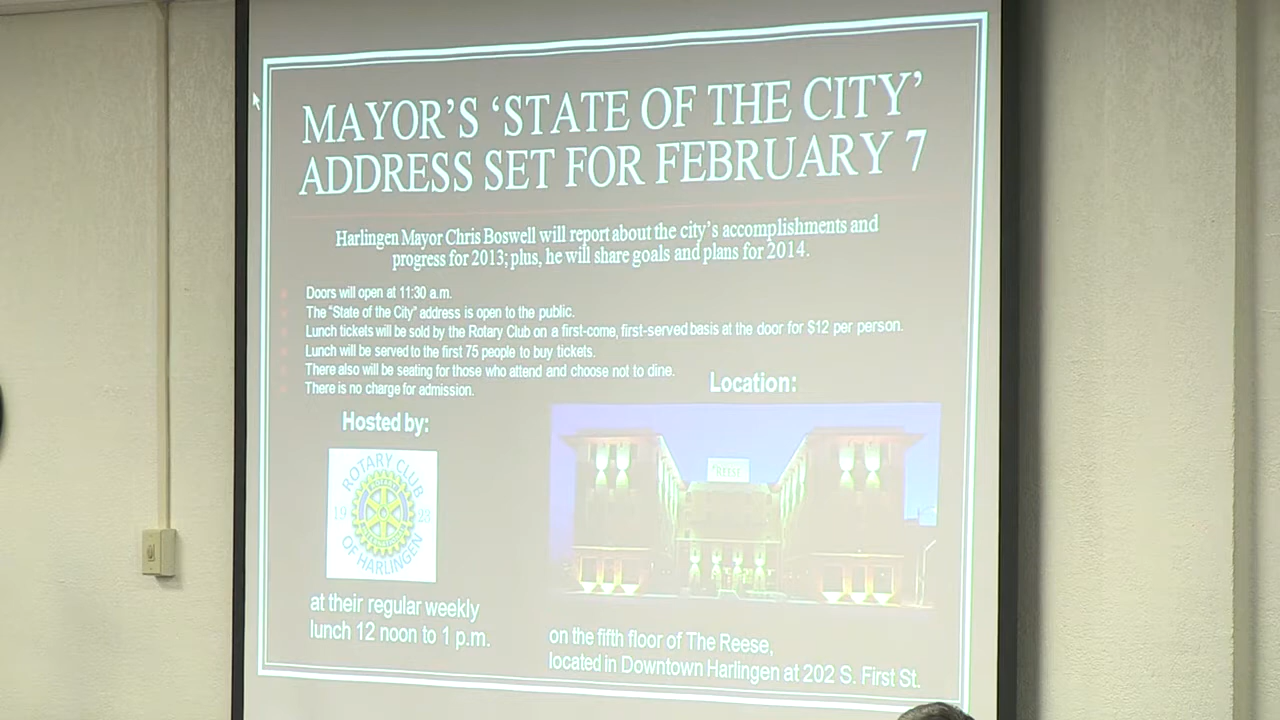 MAYOR'S 'STATE OF THE CITY'
ADDRESS SET FOR FEBRUARY 7
Harlingen Mayor Chris Boswell will report about the city's accomplishments and
progress for 2013; plus, he will share goals and plans for 2014.
Doors will open at 11:30 a.m.
The "State of the City" address is open to the public.
Lunch tickets will be sold by the Rotary Club on a first-come, first-served basis at the door for $12 per person.
Lunch will be served to the first 75 people to buy tickets.
There also will be seating for those who attend and choose not to dine.
There is no charge for admission.
Location:
Hosted by:
REESE
ROTARY CLUB
ROTARY
19 23
INTERNATIONAL
OF HARLINGEN
at their regular weekly
lunch 12 noon to 1 p.m.
on the fifth floor of The Reese,
located in Downtown Harlingen at 202 S. First St.